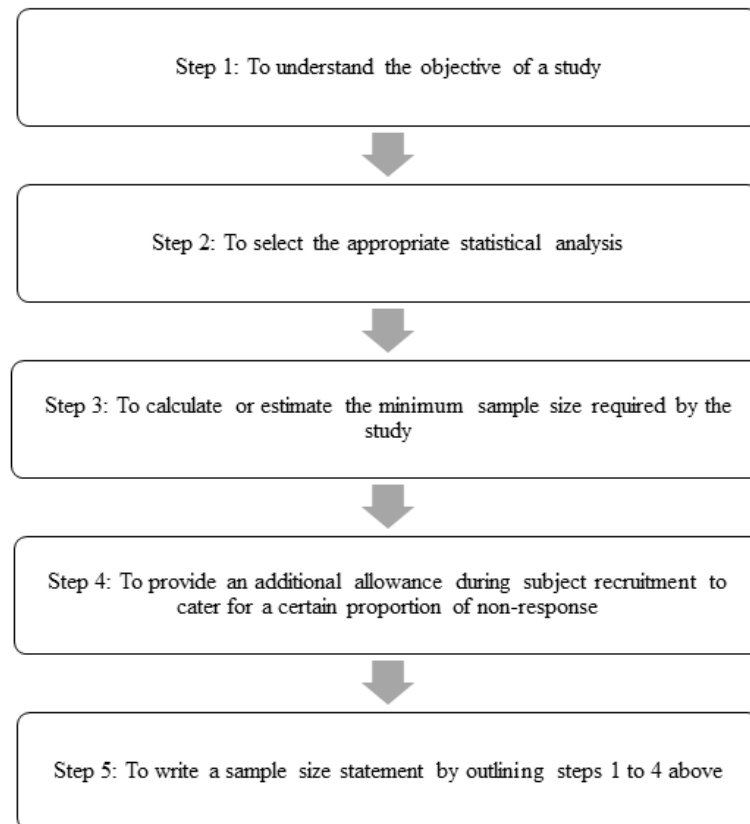 Step 1: To understand the objective of a study
Step 2: To select the appropriate statistical analysis
Step 3: To calculate or estimate the minimum sample size required by the
study
Step 4: To provide an additional allowance during subject recruitment to
cater for a certain proportion of non-response
Step 5: To write a sample size statement by outlining steps 1 to 4 above